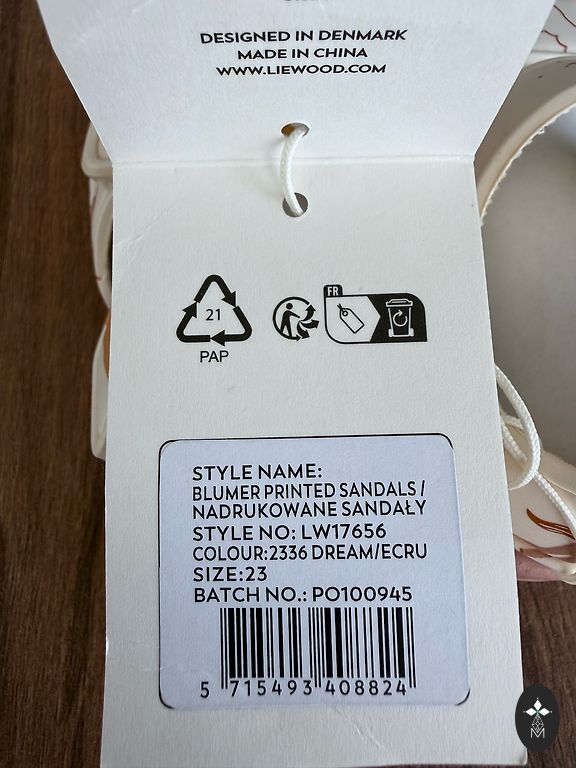 DESIGNED IN DENMARK
MADE IN CHINA
WWW.LIEWOOD.COM
21
PAP
FR
STYLE NAME:
BLUMER PRINTED SANDALS /
NADRUKOWANE SANDAŁY
STYLE NO: LW17656
COLOUR:2336 DREAM/ECRU
SIZE:23
BATCH NO.: PO100945
5 715493 408824
M